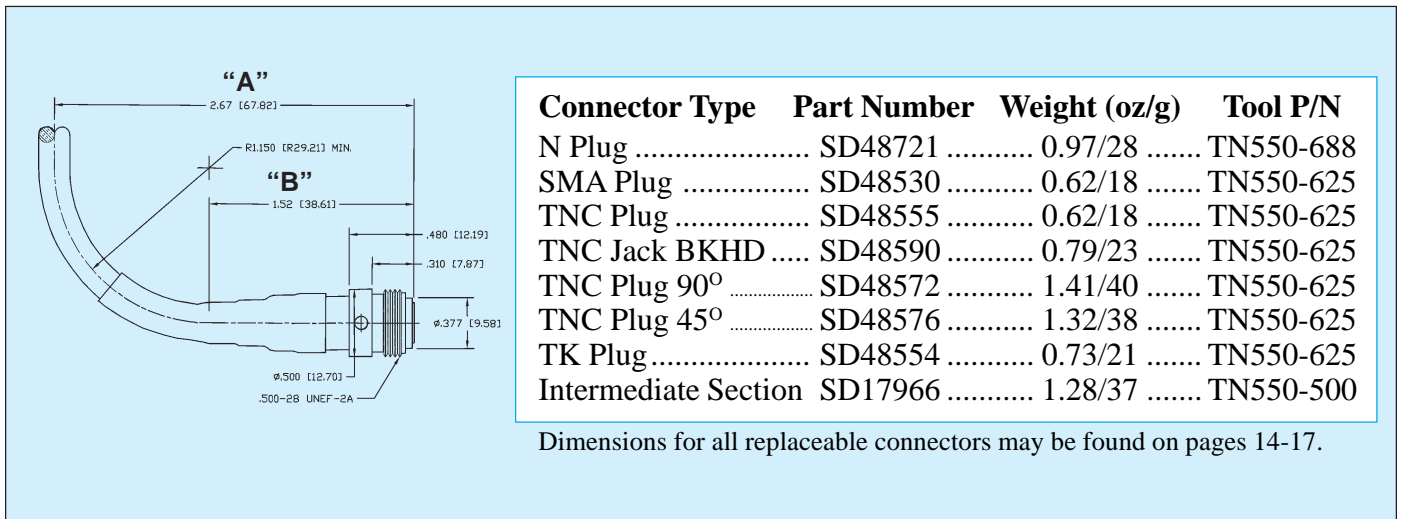 “A”
2.67 [67.82]
R1.150 [R29.21] MIN.
“B”
1.52 [38.61]
.480 [12.19]
.310 [7.87]
ø.377 [9.58]
ø.500 [12.70]
.500-28 UNEF-2A
Connector Type Part Number Weight (oz/g) Tool P/N
N Plug .................. SD48721 ........... 0.97/28 ....... TN550-688
SMA Plug ................ SD48530 ........... 0.62/18 ....... TN550-625
TNC Plug ................. SD48555 ........... 0.62/18 ....... TN550-625
TNC Jack BKHD ..... SD48590 ........... 0.79/23 ....... TN550-625
TNC Plug 90O ................. SD48572 ........... 1.41/40 ....... TN550-625
TNC Plug 45O ................. SD48576 ........... 1.32/38 ....... TN550-625
TK Plug.................... SD48554 ........... 0.73/21 ....... TN550-625
Intermediate Section SD17966 ........... 1.28/37 ....... TN550-500
Dimensions for all replaceable connectors may be found on pages 14-17.